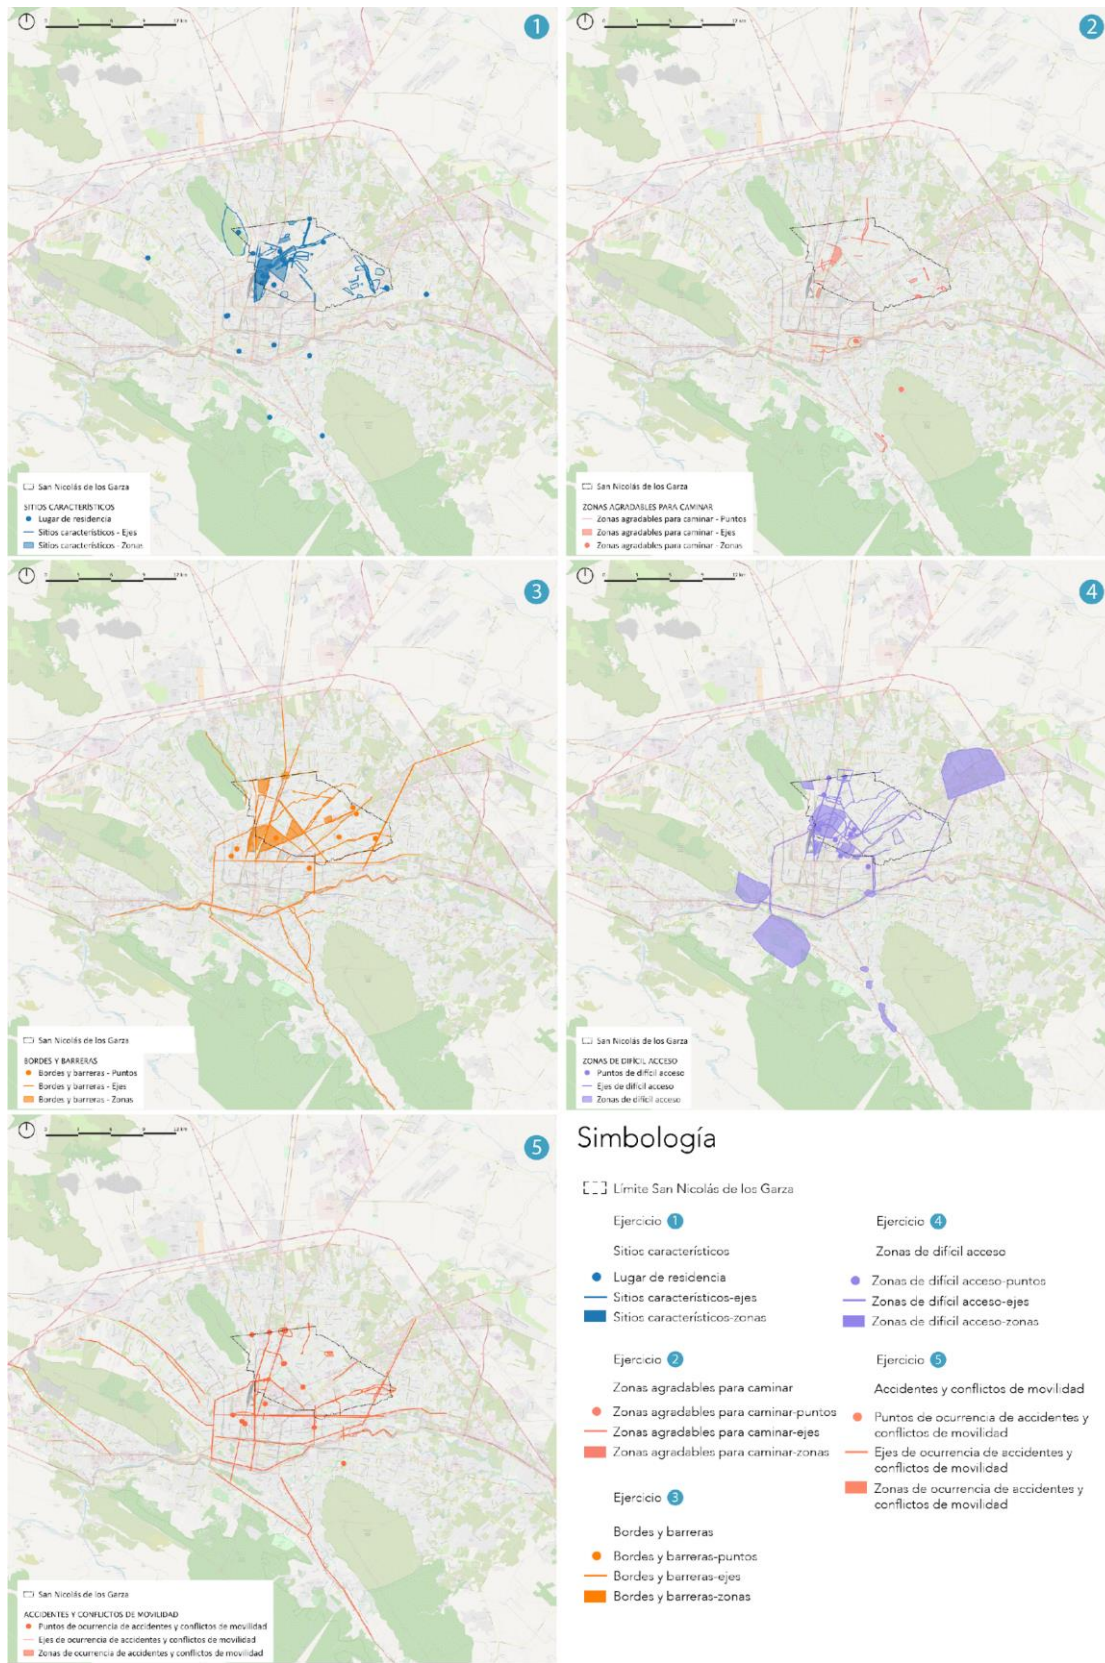 1
12 km
San Nicolás de los Garza
SITIOS CARACTERÍSTICOS
Lugar de residencia
Sitios característicos - Ejes
Sitios característicos - Zonas
2
12 km
San Nicolás de los Garza
ZONAS AGRADABLES PARA CAMINAR
Zonas agradables para caminar - Puntos
Zonas agradables para caminar - Ejes
Zonas agradables para caminar - Zonas
3
12 km
San Nicolás de los Garza
BORDES Y BARRERAS
Bordes y barreras - Puntos
Bordes y barreras - Ejes
Bordes y barreras - Zonas
4
12 km
San Nicolás de los Garza
ZONAS DE DIFÍCIL ACCESO
Puntos de difícil acceso
Ejes de difícil acceso
Zonas de difícil acceso
5
12 km
San Nicolás de los Garza
ACCIDENTES Y CONFLICTOS DE MOVILIDAD
Puntos de ocurrencia de accidentes y conflictos de movilidad
Ejes de ocurrencia de accidentes y conflictos de movilidad
Zonas de ocurrencia de accidentes y conflictos de movilidad
Simbología
Límite San Nicolás de los Garza
Ejercicio 1
Sitios característicos
Lugar de residencia
Sitios característicos-ejes
Sitios característicos-zonas
Ejercicio 2
Zonas agradables para caminar
Zonas agradables para caminar-puntos
Zonas agradables para caminar-ejes
Zonas agradables para caminar-zonas
Ejercicio 3
Bordes y barreras
Bordes y barreras-puntos
Bordes y barreras-ejes
Bordes y barreras-zonas
Ejercicio 4
Zonas de difícil acceso
Zonas de difícil acceso-puntos
Zonas de difícil acceso-ejes
Zonas de difícil acceso-zonas
Ejercicio 5
Accidentes y conflictos de movilidad
Puntos de ocurrencia de accidentes y
conflictos de movilidad
Ejes de ocurrencia de accidentes y
conflictos de movilidad
Zonas de ocurrencia de accidentes y
conflictos de movilidad